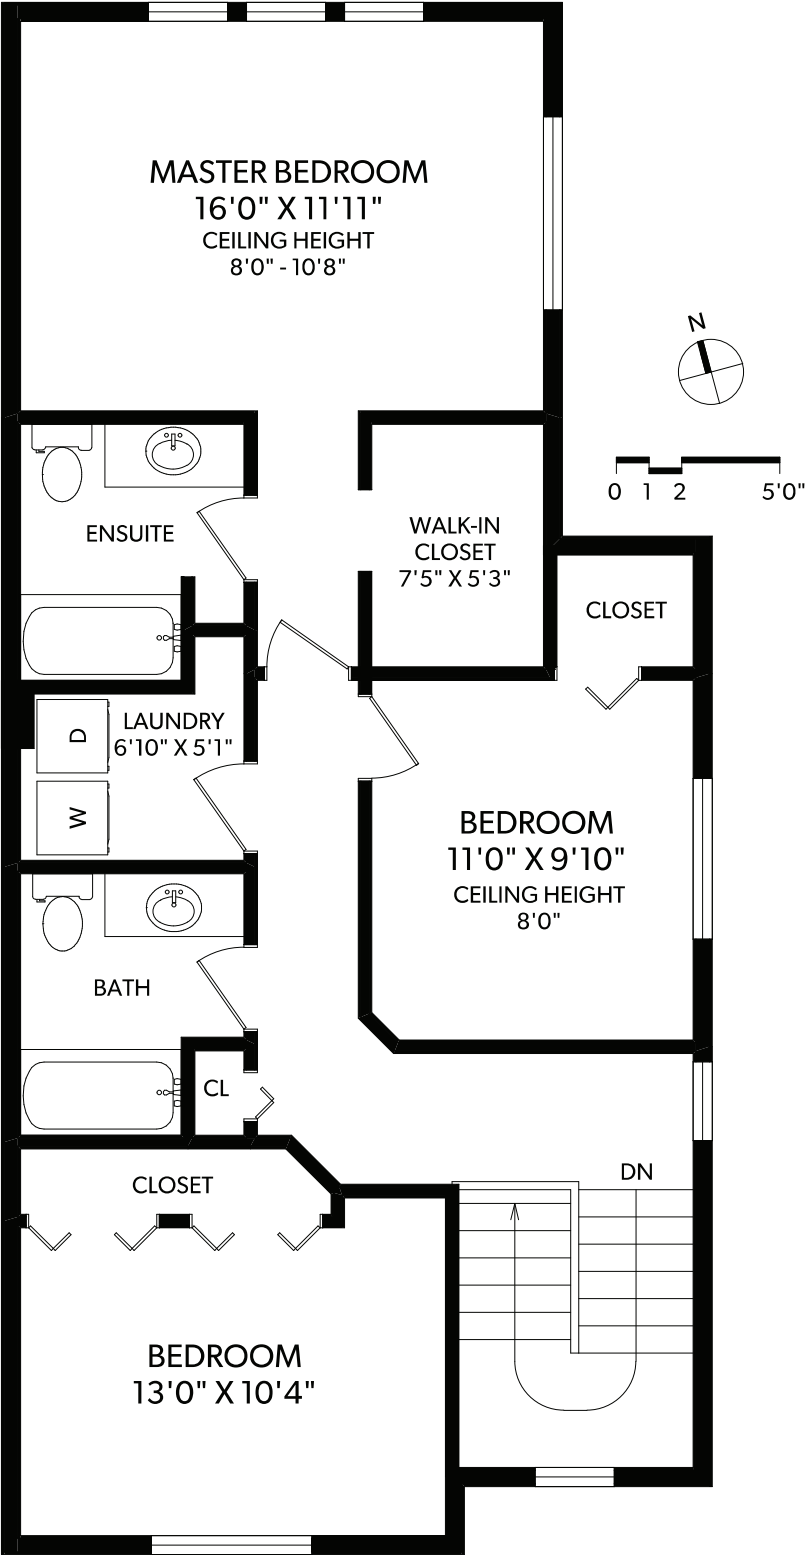 MASTER BEDROOM
16'0" X 11'11"
CEILING HEIGHT
8'0" - 10'8"
N
0 1 2 5'0"
ENSUITE
WALK-IN
CLOSET
7'5" X 5'3"
CLOSET
LAUNDRY
6'10" X 5'1"
D
W
BEDROOM
11'0" X 9'10"
CEILING HEIGHT
8'0"
BATH
CL
CLOSET
DN
BEDROOM
13'0" X 10'4"